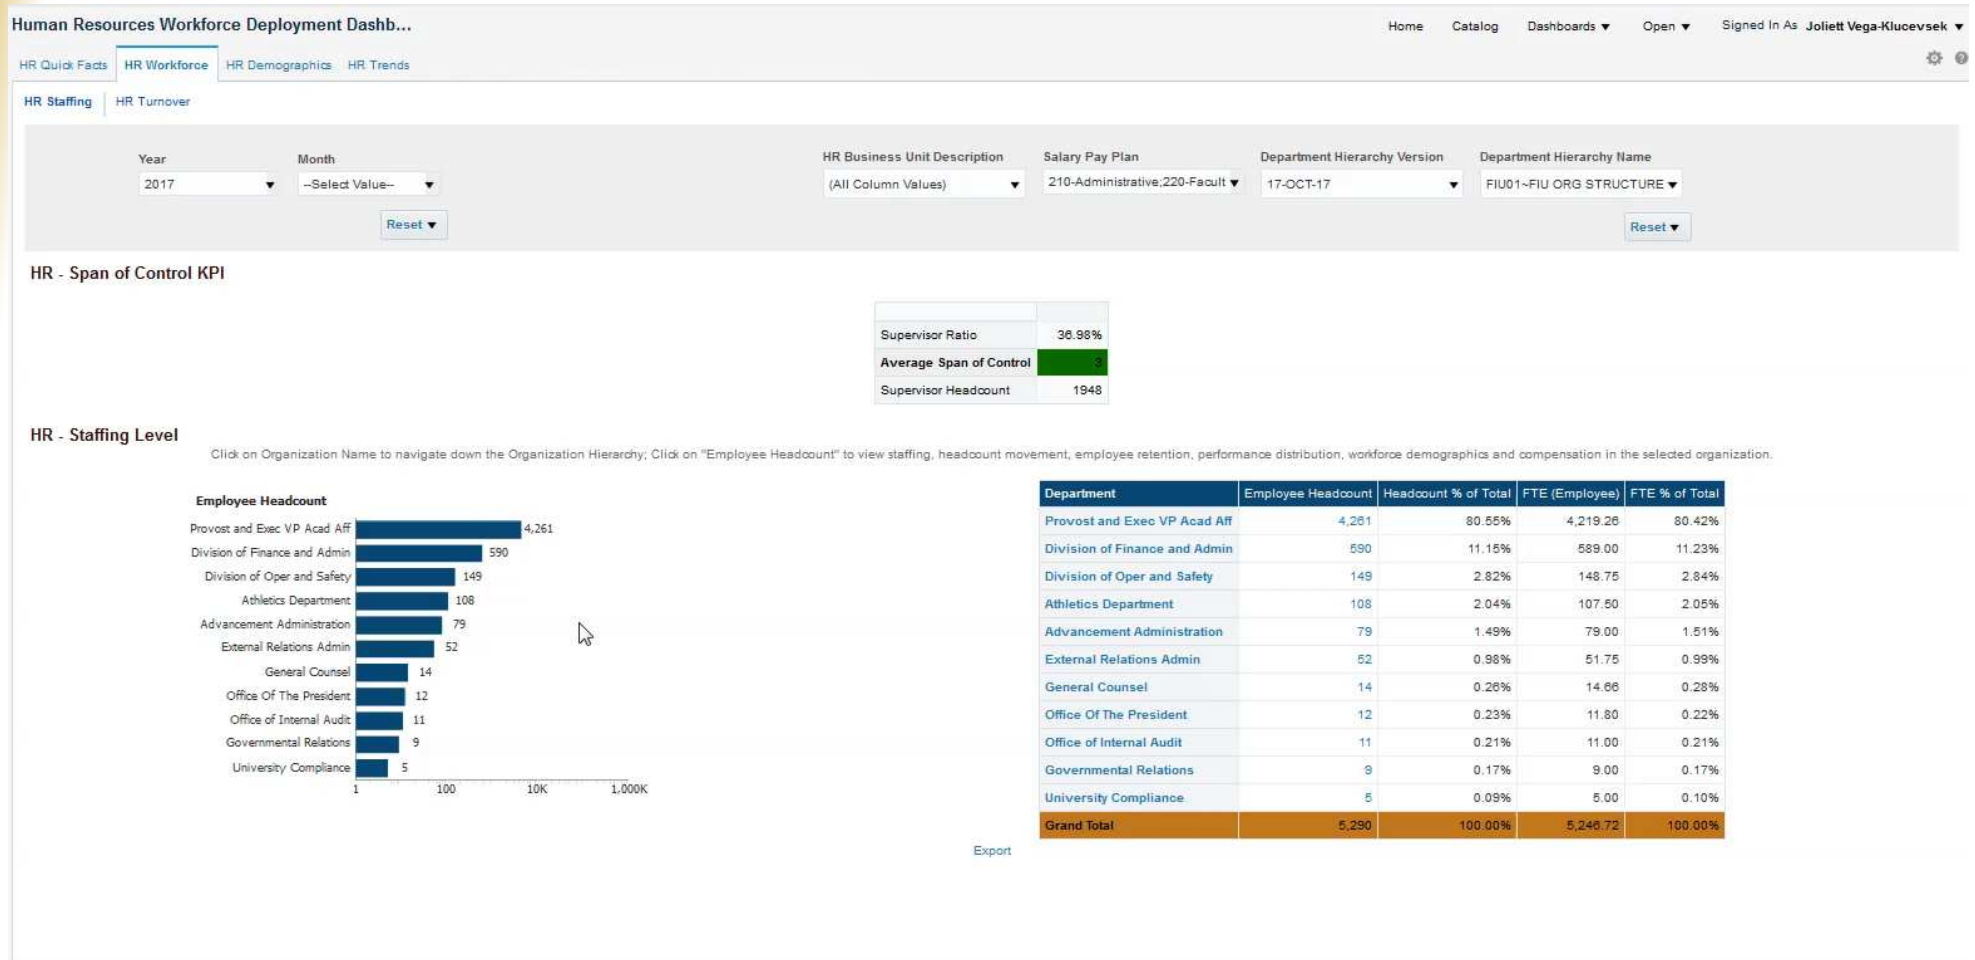 Human Resources Workforce Deployment Dashb...
Home Catalog Dashboards Open Signed In As Joliett Vega-Klucevsek
HR Quick Facts HR Workforce HR Demographics HR Trends
HR Staffing HR Turnover
Year Month HR Business Unit Description Salary Pay Plan Department Hierarchy Version Department Hierarchy Name
2017 --Select Value-- (All Column Values) 210-Administrative;220-Facult 17-OCT-17 FIU01~FIU ORG STRUCTURE
Reset Reset
HR - Span of Control KPI
Supervisor Ratio 36.98%
Average Span of Control 3
Supervisor Headcount 1948
HR - Staffing Level
Click on Organization Name to navigate down the Organization Hierarchy; Click on "Employee Headcount" to view staffing, headcount movement, employee retention, performance distribution, workforce demographics and compensation in the selected organization.
Employee Headcount
Provost and Exec VP Acad Aff 4,261
Division of Finance and Admin 590
Division of Oper and Safety 149
Athletics Department 108
Advancement Administration 79
External Relations Admin 52
General Counsel 14
Office Of The President 12
Office of Internal Audit 11
Governmental Relations 9
University Compliance 5
1 100 10K 1,000K
Department Employee Headcount Headcount % of Total FTE (Employee) FTE % of Total
Provost and Exec VP Acad Aff 4,261 80.55% 4,219.26 80.42%
Division of Finance and Admin 590 11.15% 589.00 11.23%
Division of Oper and Safety 149 2.82% 148.75 2.84%
Athletics Department 108 2.04% 107.50 2.05%
Advancement Administration 79 1.49% 79.00 1.51%
External Relations Admin 52 0.98% 51.75 0.99%
General Counsel 14 0.26% 14.66 0.28%
Office Of The President 12 0.23% 11.80 0.22%
Office of Internal Audit 11 0.21% 11.00 0.21%
Governmental Relations 9 0.17% 9.00 0.17%
University Compliance 5 0.09% 5.00 0.10%
Grand Total 5,290 100.00% 5,246.72 100.00%
Export